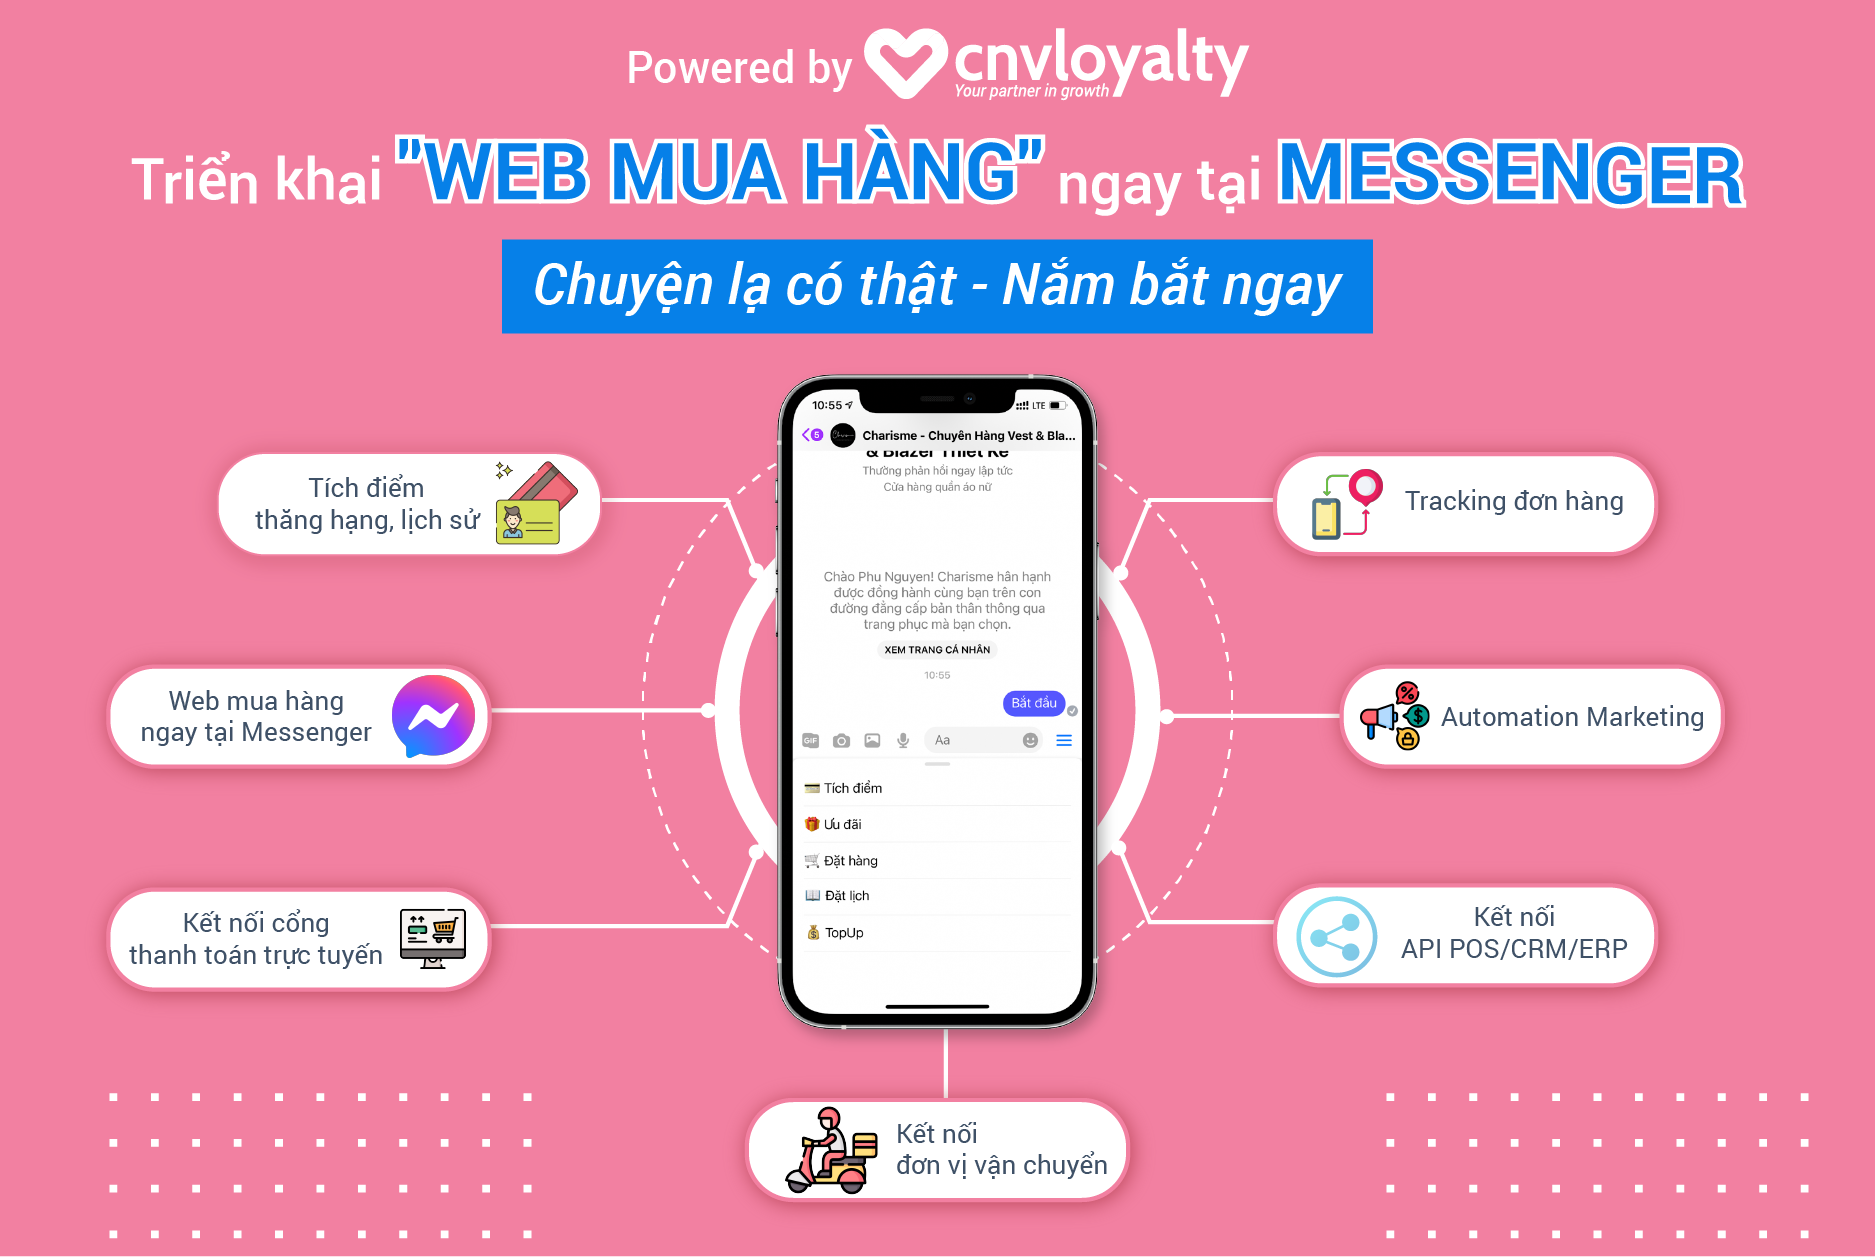 Powered by cnvloyalty
Your partner in growth
Triển khai "WEB MUA HÀNG" ngay tại MESSENGER
Chuyện lạ có thật - Nắm bắt ngay
Tích điểm
thăng hạng, lịch sử
Web mua hàng
ngay tại Messenger
Kết nối cổng
thanh toán trực tuyến
10:55
LTE
5
Charisme - Chuyên Hàng Vest & Bla...
& Blazer Thiết Kế
Thường phản hồi ngay lập tức
Cửa hàng quần áo nữ
Chào Phu Nguyen! Charisme hân hạnh
được đồng hành cùng bạn trên con
đường đẳng cấp bản thân thông qua
trang phục mà bạn chọn.
XEM TRANG CÁ NHÂN
10:55
Bắt đầu
GIF
Aa
Tích điểm
Ưu đãi
Đặt hàng
Đặt lịch
TopUp
Tracking đơn hàng
Automation Marketing
Kết nối
API POS/CRM/ERP
Kết nối
đơn vị vận chuyển